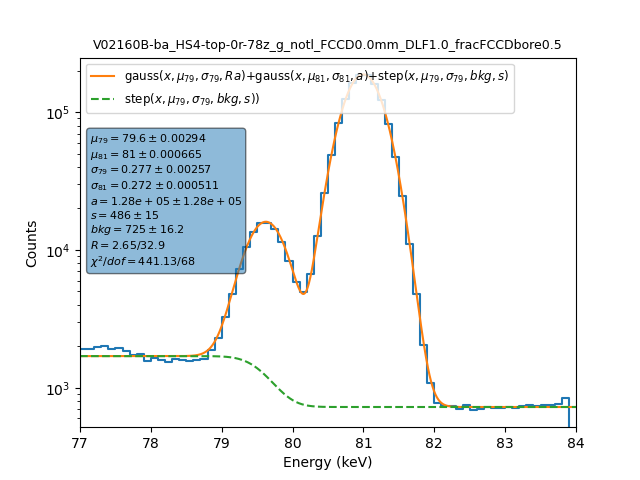 V02160B-ba_HS4-top-0r-78z_g_notl_FCCD0.0mm_DLF1.0_fracFCCDbore0.5
gauss(x, μ79, σ79, Ra)+gauss(x, μ81, σ81, a)+step(x, μ79, σ79, bkg, s)
step(x, μ79, σ79, bkg, s))
μ79 = 79.6 ± 0.00294
μ81 = 81 ± 0.000665
σ79 = 0.277 ± 0.00257
σ81 = 0.272 ± 0.000511
a = 1.28e + 05 ± 1.28e + 05
s = 486 ± 15
bkg = 725 ± 16.2
R = 2.65/32.9
χ²/dof = 441.13/68
10⁵
10⁴
10³
Counts
77 78 79 80 81 82 83 84
Energy (keV)